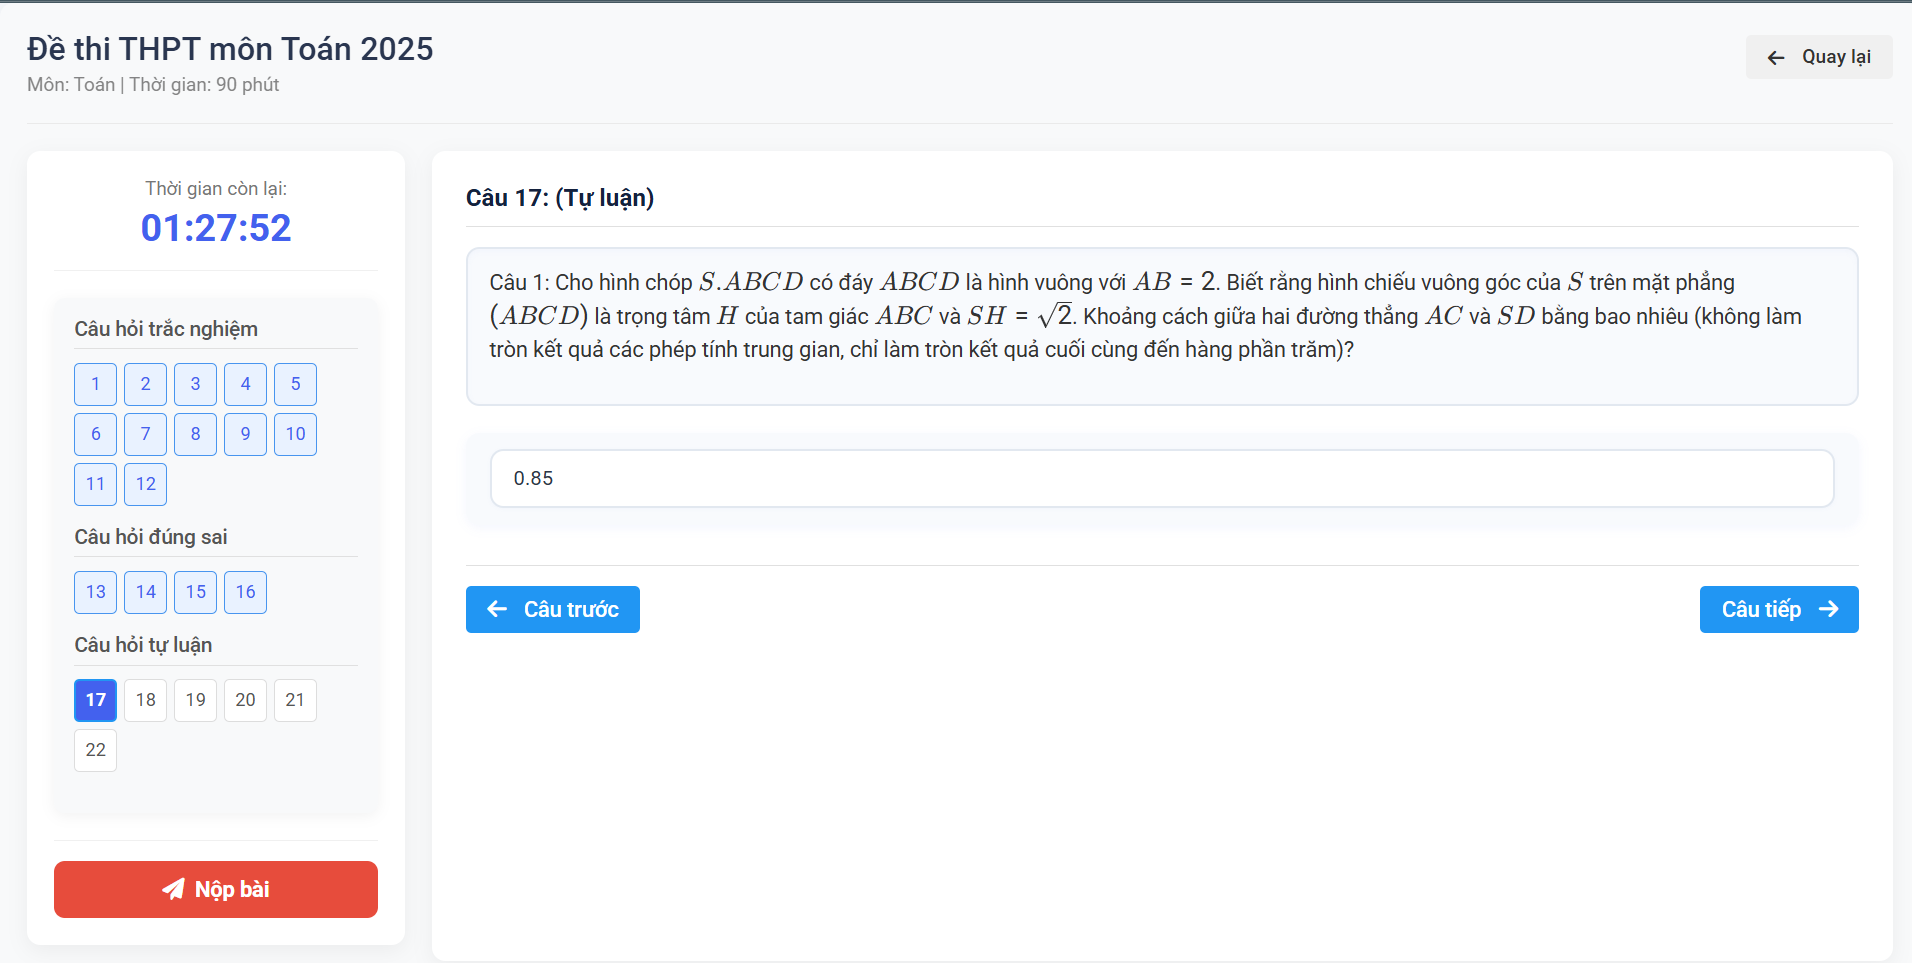 Đề thi THPT môn Toán 2025
Môn: Toán | Thời gian: 90 phút
Quay lại
Thời gian còn lại:
01:27:52
Câu hỏi trắc nghiệm
1 2 3 4 5
6 7 8 9 10
11 12
Câu hỏi đúng sai
13 14 15 16
Câu hỏi tự luận
17 18 19 20 21
22
Nộp bài
Câu 17: (Tự luận)
Câu 1: Cho hình chóp S.ABCD có đáy ABCD là hình vuông với AB = 2. Biết rằng hình chiếu vuông góc của S trên mặt phẳng
(ABCD) là trọng tâm H của tam giác ABC và SH = √2. Khoảng cách giữa hai đường thẳng AC và SD bằng bao nhiêu (không làm
tròn kết quả các phép tính trung gian, chỉ làm tròn kết quả cuối cùng đến hàng phần trăm)?
0.85
Câu trước
Câu tiếp